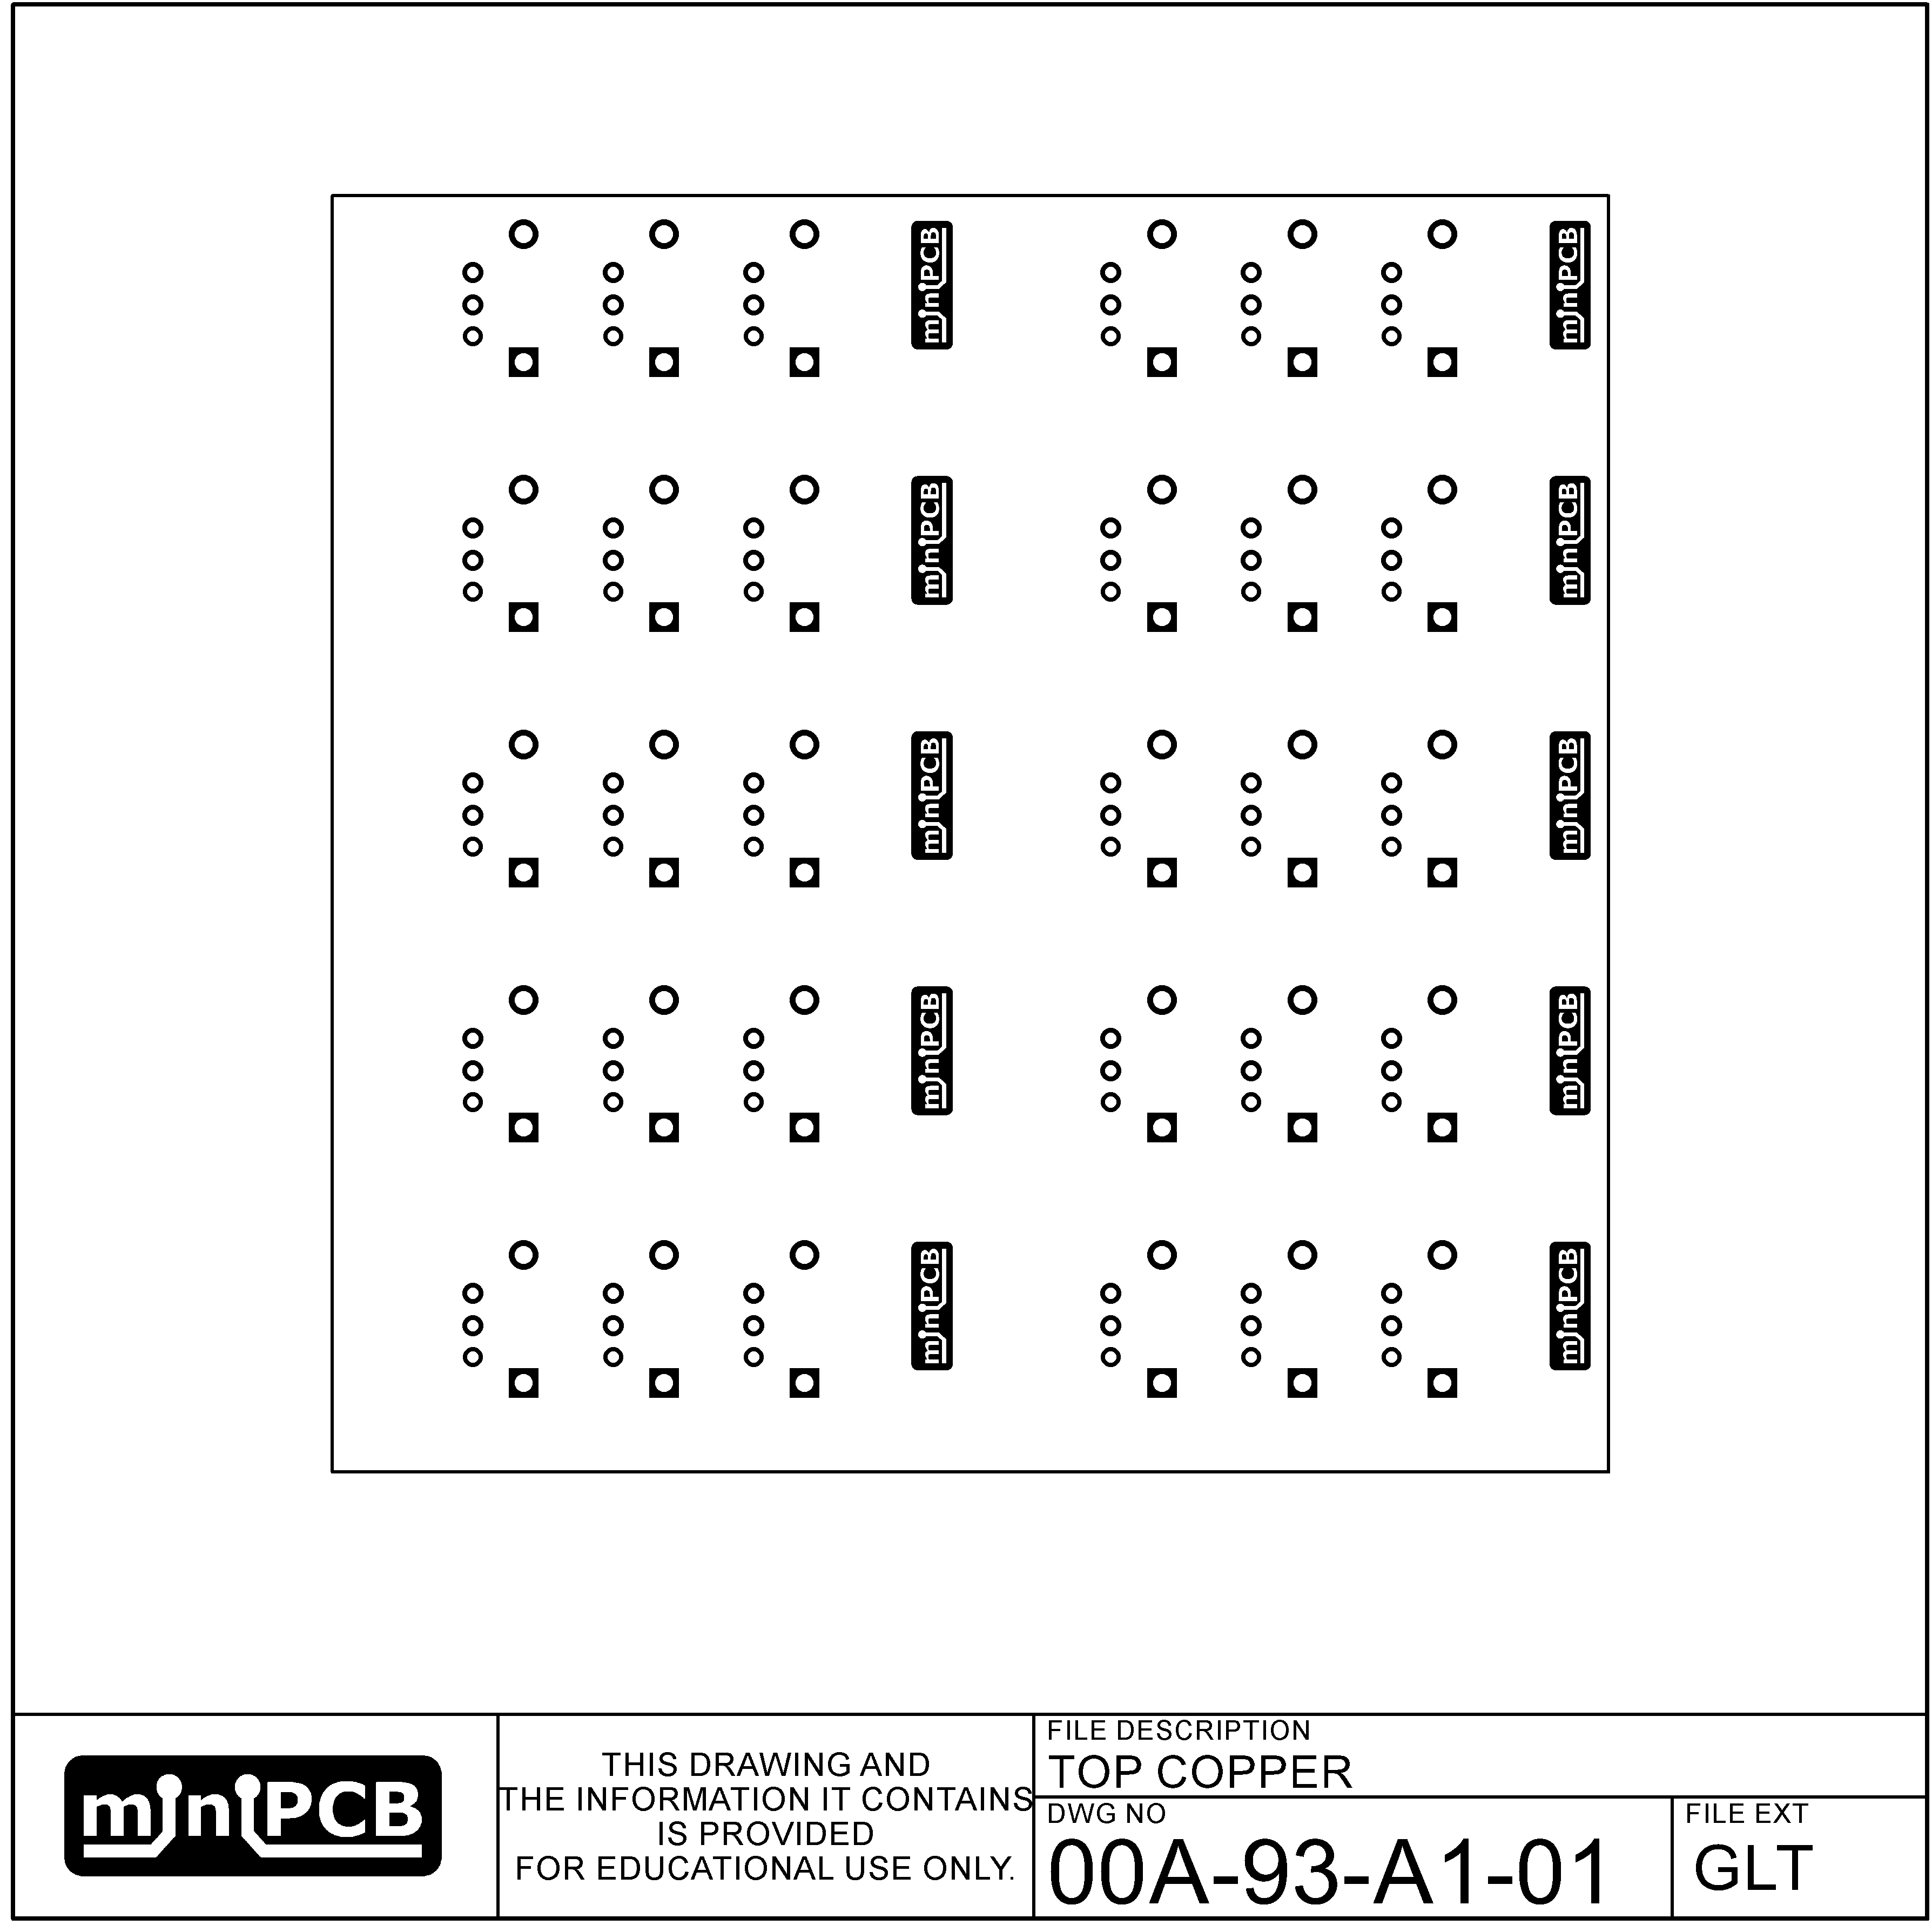 miniPCB miniPCB
miniPCB miniPCB
miniPCB miniPCB
miniPCB miniPCB
miniPCB miniPCB
miniPCB
THIS DRAWING AND
THE INFORMATION IT CONTAINS
IS PROVIDED
FOR EDUCATIONAL USE ONLY.
FILE DESCRIPTION
TOP COPPER
DWG NO
00A-93-A1-01
FILE EXT
GLT